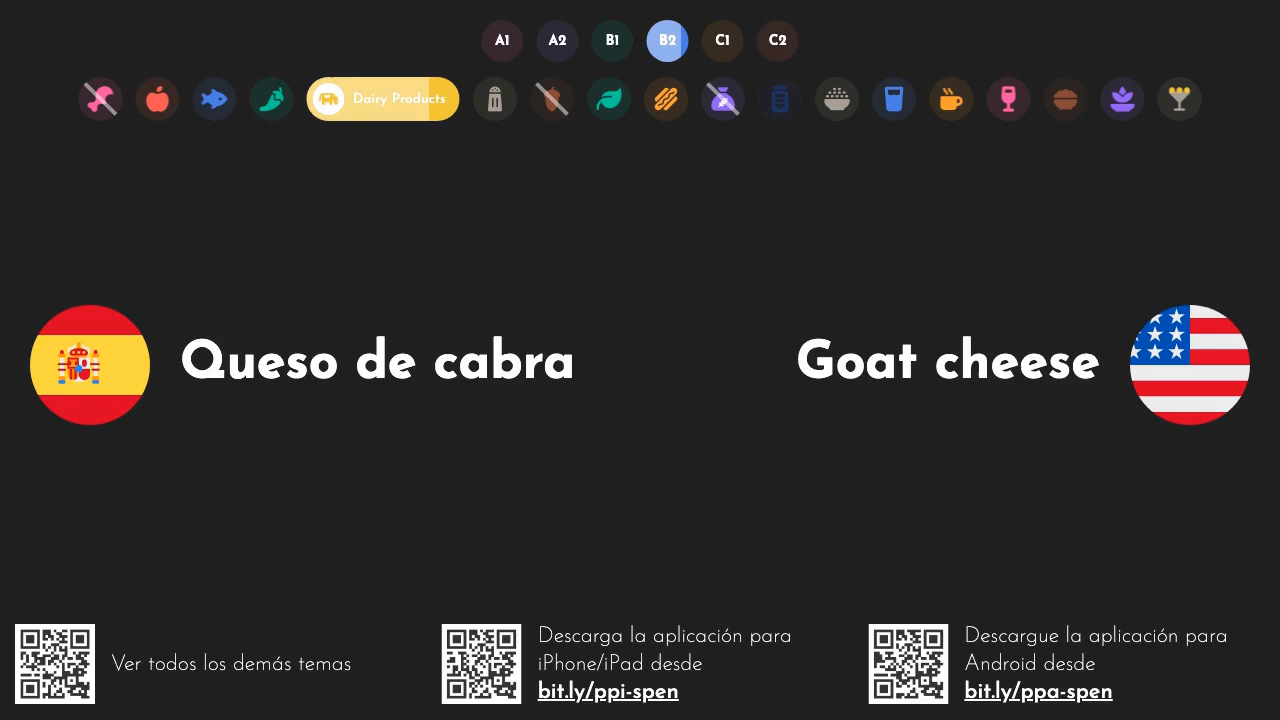 A1 A2 B1 B2 C1 C2
Dairy Products
Queso de cabra
Goat cheese
Ver todos los demás temas
Descarga la aplicación para
iPhone/iPad desde
bit.ly/ppi-spen
Descargue la aplicación para
Android desde
bit.ly/ppa-spen